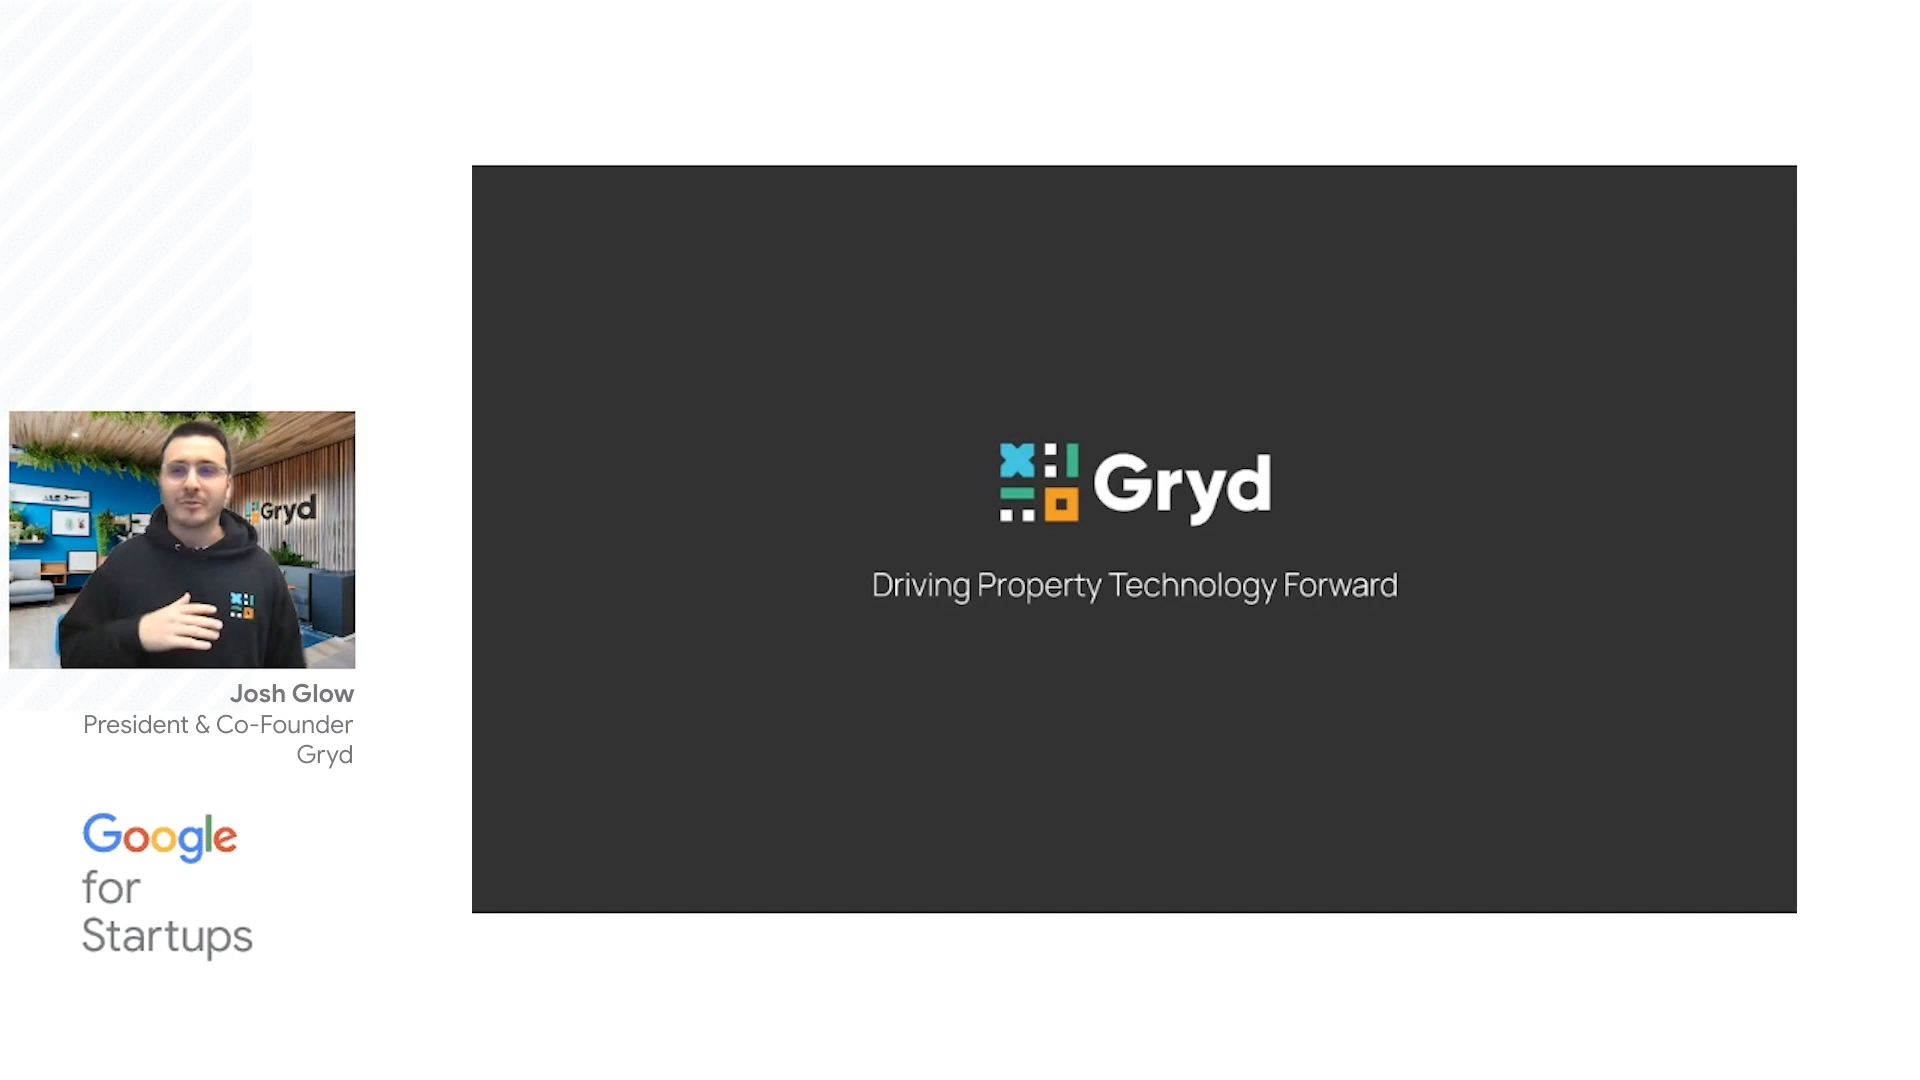 Gryd
Driving Property Technology Forward
Gryd
Josh Glow
President & Co-Founder
Gryd
Google
for
Startups